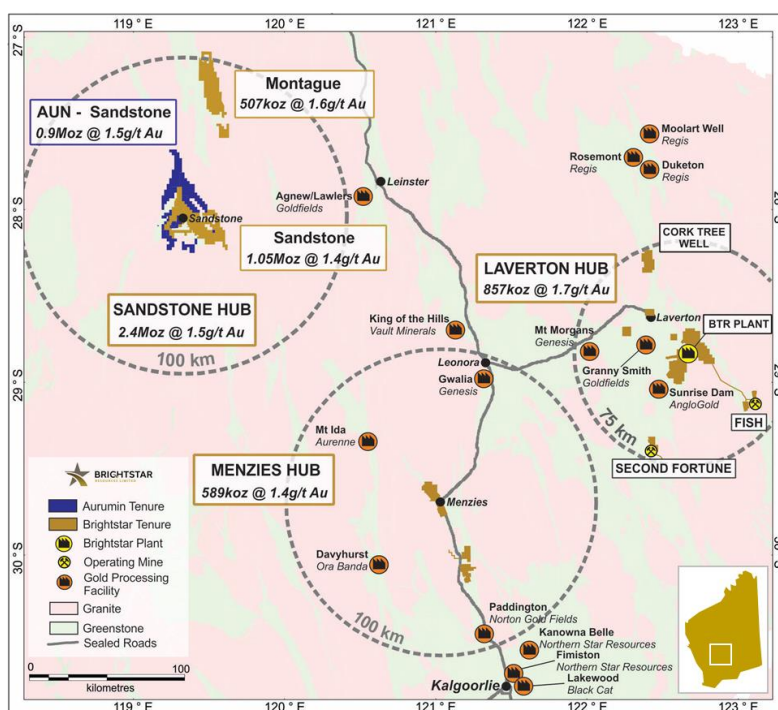 119 ° E
120 ° E
121 ° E
122 ° E
123 ° E
27 ° S
Montague
507koz @ 1.6g/t Au
AUN - Sandstone
0.9Moz @ 1.5g/t Au
Moolart Well
Regis
Rosemont
Regis
Duketon
Regis
Leinster
Agnew/Lawlers
Goldfields
28 ° S
28 ° S
Sandstone
Sandstone
1.05Moz @ 1.4g/t Au
CORK TREE
WELL
LAVERTON HUB
857koz @ 1.7g/t Au
SANDSTONE HUB
2.4Moz @ 1.5g/t Au
100 km
King of the Hills
Vault Minerals
Laverton
Mt Morgans
Genesis
BTR PLANT
Leonora
Granny Smith
Goldfields
Gwalia
Genesis
29 ° S
Sunrise Dam
AngloGold
FISH
75 km
Mt Ida
Aurenne
SECOND FORTUNE
MENZIES HUB
589koz @ 1.4g/t Au
BRIGHTSTAR
RESOURCES LIMITED
Menzies
Aurumin Tenure
Brightstar Tenure
Brightstar Plant
Operating Mine
Gold Processing
Facility
Granite
Greenstone
Sealed Roads
30 ° S
Davyhurst
Ora Banda
100 km
Paddington
Norton Gold Fields
Kanowna Belle
Northern Star Resources
Fimiston
Northern Star Resources
Lakewood
Black Cat
Kalgoorlie
0
100
kilometres
119 ° E
120 ° E
121 ° E
122 ° E
123 ° E